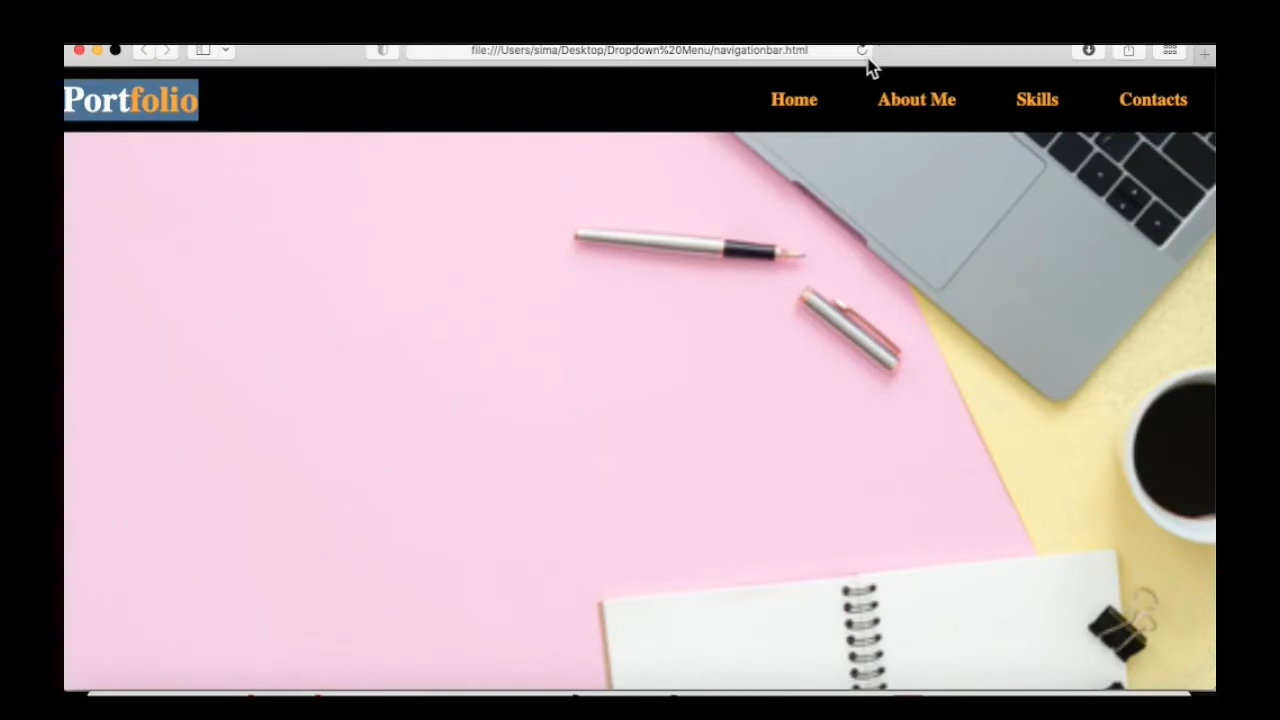 file:///Users/sima/Desktop/Dropdown%20Menu/navigationbar.html
Portfolio Home About Me Skills Contacts